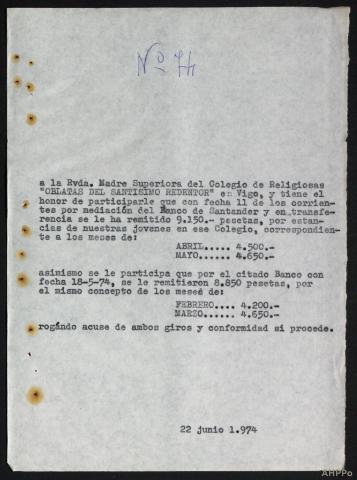 Nº 74
a la Rvda. Madre Superiora del Colegio de Religiosas
"OBLATAS DEL SANTISIMO REDENTOR" en Vigo, y tiene el
honor de participarle que con fecha 11 de los corrien-
tes por mediación del Banco de Santander y en transfe-
rencia se le ha remitido 9.150.- pesetas, por estan-
cias de nuestras jovenes en ese Colegio, correspondien-
te a los meses de:
ABRIL..... 4.500.-
MAYO...... 4.650.-
asinismo se le participa que por el citado Banco con
fecha 18-5-74, se le remitieron 8.850 pesetas, por
el mismo concepto de los meses de:
FEBRERO.... 4.200.-
MARZO...... 4.650.-
rogándo acuse de ambos giros y conformidad si procede.
22 junio 1.974
AHPPo